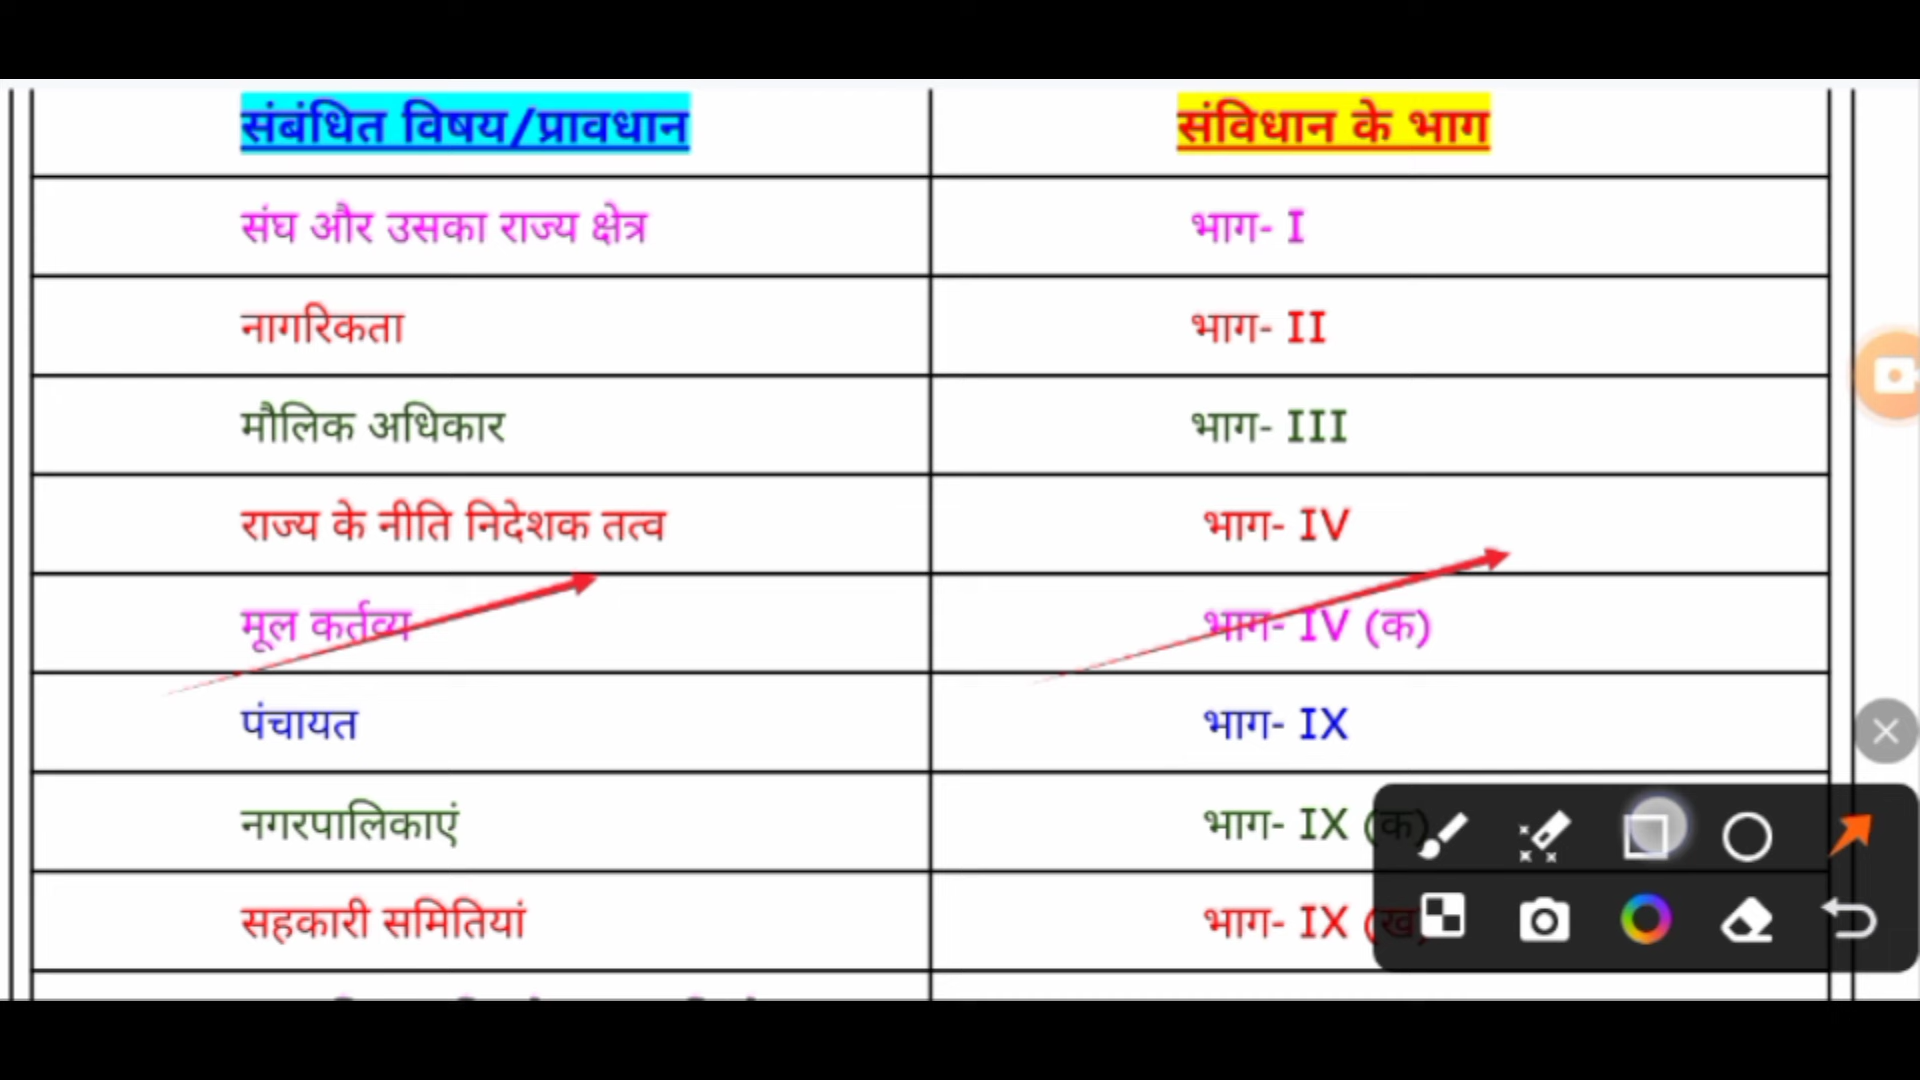 संबंधित विषय/प्रावधान संविधान के भाग
संघ और उसका राज्य क्षेत्र भाग- I
नागरिकता भाग- II
मौलिक अधिकार भाग- III
राज्य के नीति निदेशक तत्व भाग- IV
मूल कर्तव्य भाग- IV (क)
पंचायत भाग- IX
नगरपालिकाएं भाग- IX (क)
सहकारी समितियां भाग- IX (ख)